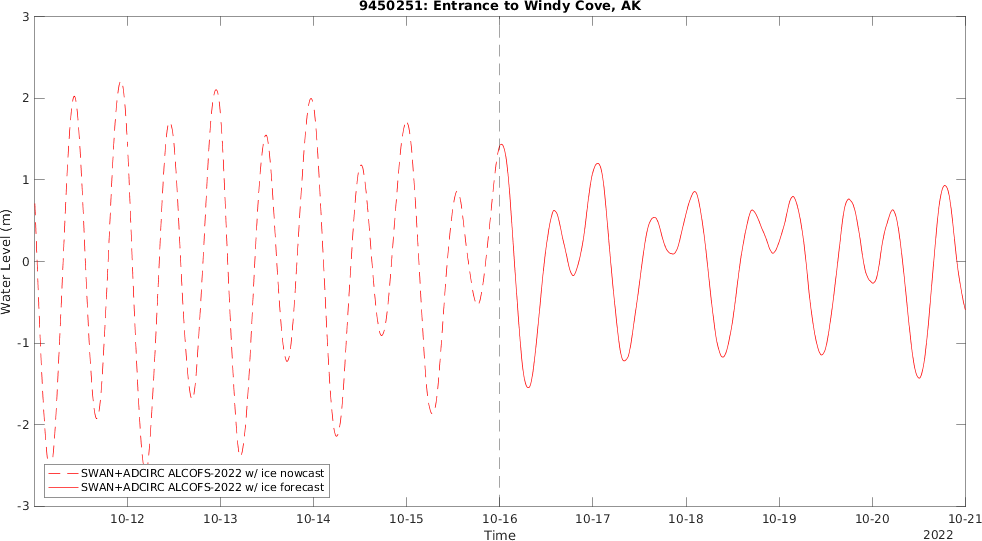 9450251: Entrance to Windy Cove, AK
3
2
1
0
-1
-2
-3
Water Level (m)
SWAN+ADCIRC ALCOFS-2022 w/ ice nowcast
SWAN+ADCIRC ALCOFS-2022 w/ ice forecast
10-12 10-13 10-14 10-15 10-16 10-17 10-18 10-19 10-20 10-21
Time
2022